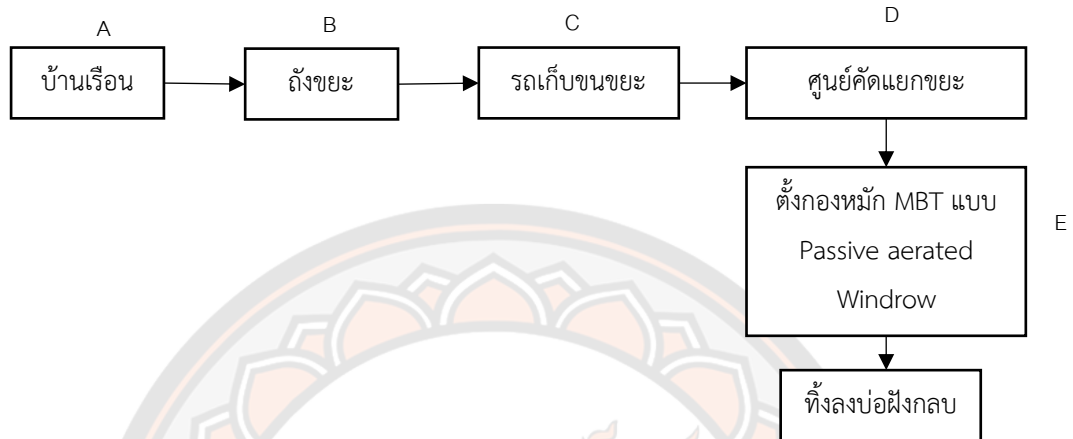 A
B
C
D
บ้านเรือน
ถังขยะ
รถเก็บขนขยะ
ศูนย์คัดแยกขยะ
ตั้งกองหมัก MBT แบบ
Passive aerated
Windrow
E
ทิ้งลงบ่อฝังกลบ